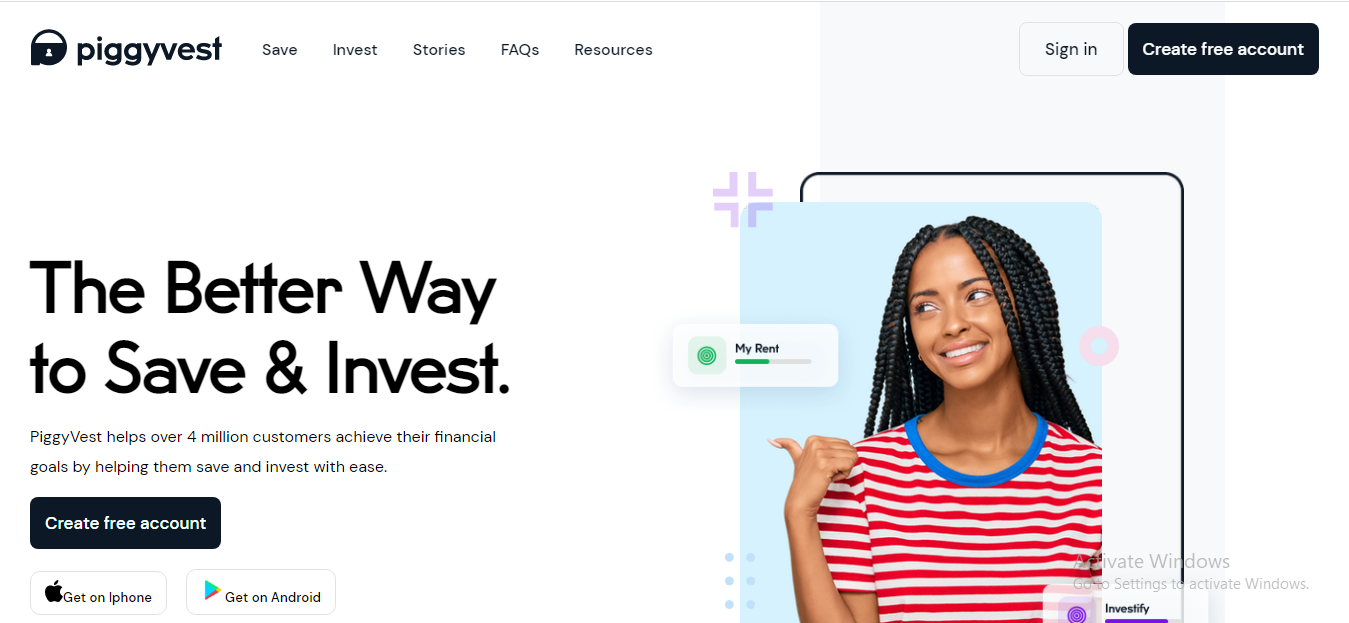 piggyvest
Save
Invest
Stories
FAQs
Resources
Sign in
Create free account
The Better Way
to Save & Invest.
PiggyVest helps over 4 million customers achieve their financial
goals by helping them save and invest with ease.
Create free account
Get on Iphone
Get on Android
My Rent
Activate Windows
Go to Settings to activate Windows.
Investify